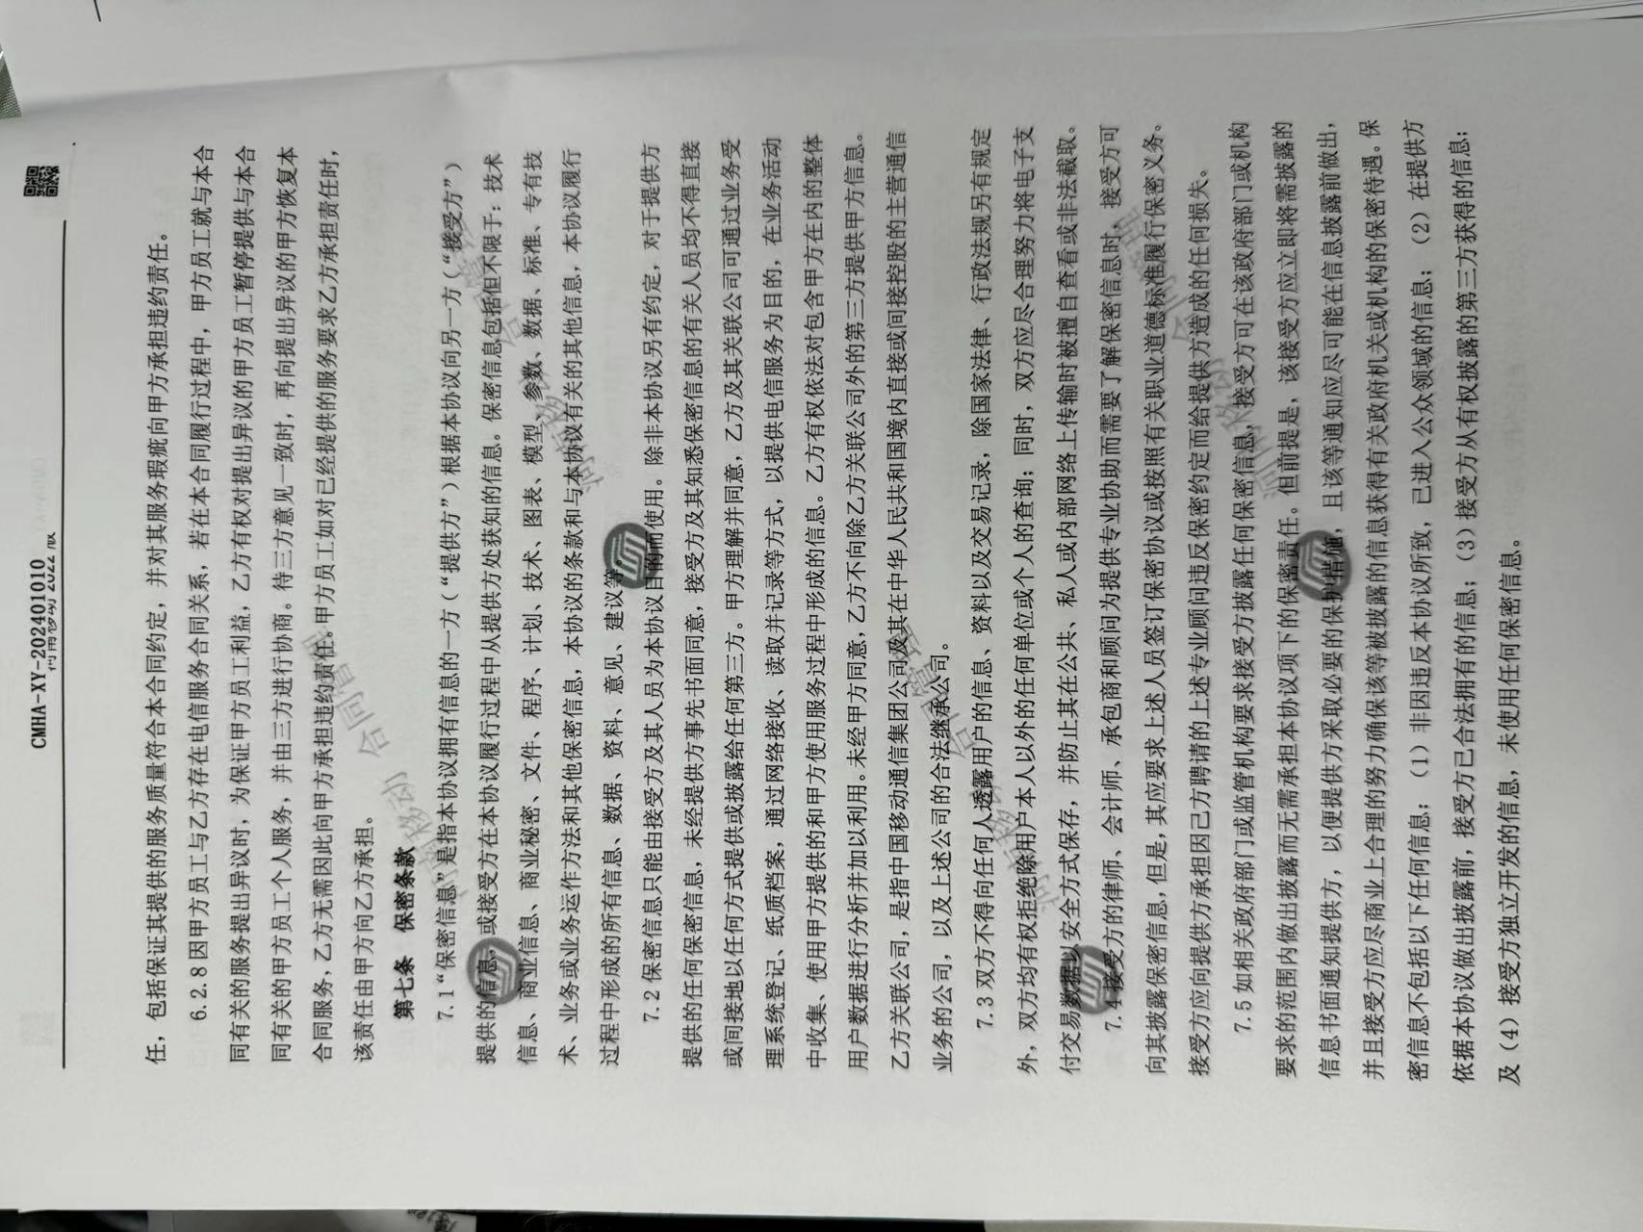 CMHA-XY-20240101010
河南移动 2022 版
任，包括保证其提供的服务质量符合本合同约定，并对其服务瑕疵向甲方承担违约责任。
6.2.8 因甲方员工与乙方存在电信服务合同关系，若在本合同履行过程中，甲方员工就与本合
同有关的服务提出异议时，为保证甲方员工利益，乙方有权对提出异议的甲方员工暂停提供与本合
同有关的甲方员工个人服务，并由三方进行协商。待三方意见一致时，再向提出异议的甲方恢复本
合同服务，乙方无需因此向甲方承担违约责任。甲方员工如对已经提供的服务要求乙方承担责任时，
该责任由甲方向乙方承担。
第七条 保密条款
7.1“保密信息”是指本协议拥有信息的一方（“提供方”）根据本协议向另一方（“接受方”）
提供的信息，或接受方在本协议履行过程中从提供方处获知的信息。保密信息包括但不限于：技术
信息、商业信息、商业秘密、文件、程序、计划、技术、图表、模型、参数、数据、标准、专有技
术、业务或业务运作方法和其他保密信息，本协议的条款和与本协议有关的其他信息，本协议履行
过程中形成的所有信息、数据、资料、意见、建议等。
7.2 保密信息只能由接受方及其人员为本协议目的而使用。除非本协议另有约定，对于提供方
提供的任何保密信息，未经提供方事先书面同意，接受方及其知悉保密信息的有关人员均不得直接
或间接地以任何方式提供或披露给任何第三方。甲方理解并同意，乙方及其关联公司可通过业务受
理系统登记、纸质档案，通过网络接收、读取并记录等方式，以提供电信服务为目的，在业务活动
中收集、使用甲方提供的和甲方使用服务过程中形成的信息。乙方有权依法对包含甲方在内的整体
用户数据进行分析并加以利用。未经甲方同意，乙方不向除乙方关联公司外的第三方提供甲方信息。
乙方关联公司，是指中国移动通信集团公司及其在中华人民共和国境内直接或间接控股的主营通信
业务的公司，以及上述公司的合法继承公司。
7.3 双方不得向任何人透露用户的信息、资料以及交易记录，除国家法律、行政法规另有规定
外，双方均有权拒绝除用户本人以外的任何单位或个人的查询；同时，双方应尽合理努力将电子支
付交易数据以安全方式保存，并防止其在公共、私人或内部网络上传输时被擅自查看或非法截取。
7.4 接受方的律师、会计师、承包商和顾问为提供专业协助而需要了解保密信息时，接受方可
向其披露保密信息，但是，其应要求上述人员签订保密协议或按照有关职业道德标准履行保密义务。
接受方应向提供方承担因己方聘请的上述专业顾问违反保密约定而给提供方造成的任何损失。
7.5 如相关政府部门或监管机构要求接受方披露任何保密信息，接受方可在该政府部门或机构
要求的范围内做出披露而无需承担本协议项下的保密责任。但前提是，该接受方应立即将需披露的
信息书面通知提供方，以便提供方采取必要的保护措施，且该等通知应尽可能在信息披露前做出，
并且接受方应尽商业上合理的努力确保该等被披露的信息获得有关政府机关或机构的保密待遇。保
密信息不包括以下任何信息：（1）非因违反本协议所致，已进入公众领域的信息；（2）在提供方
依据本协议做出披露前，接受方已合法拥有的信息；（3）接受方从有权披露的第三方获得的信息；
及（4）接受方独立开发的信息，未使用任何保密信息。